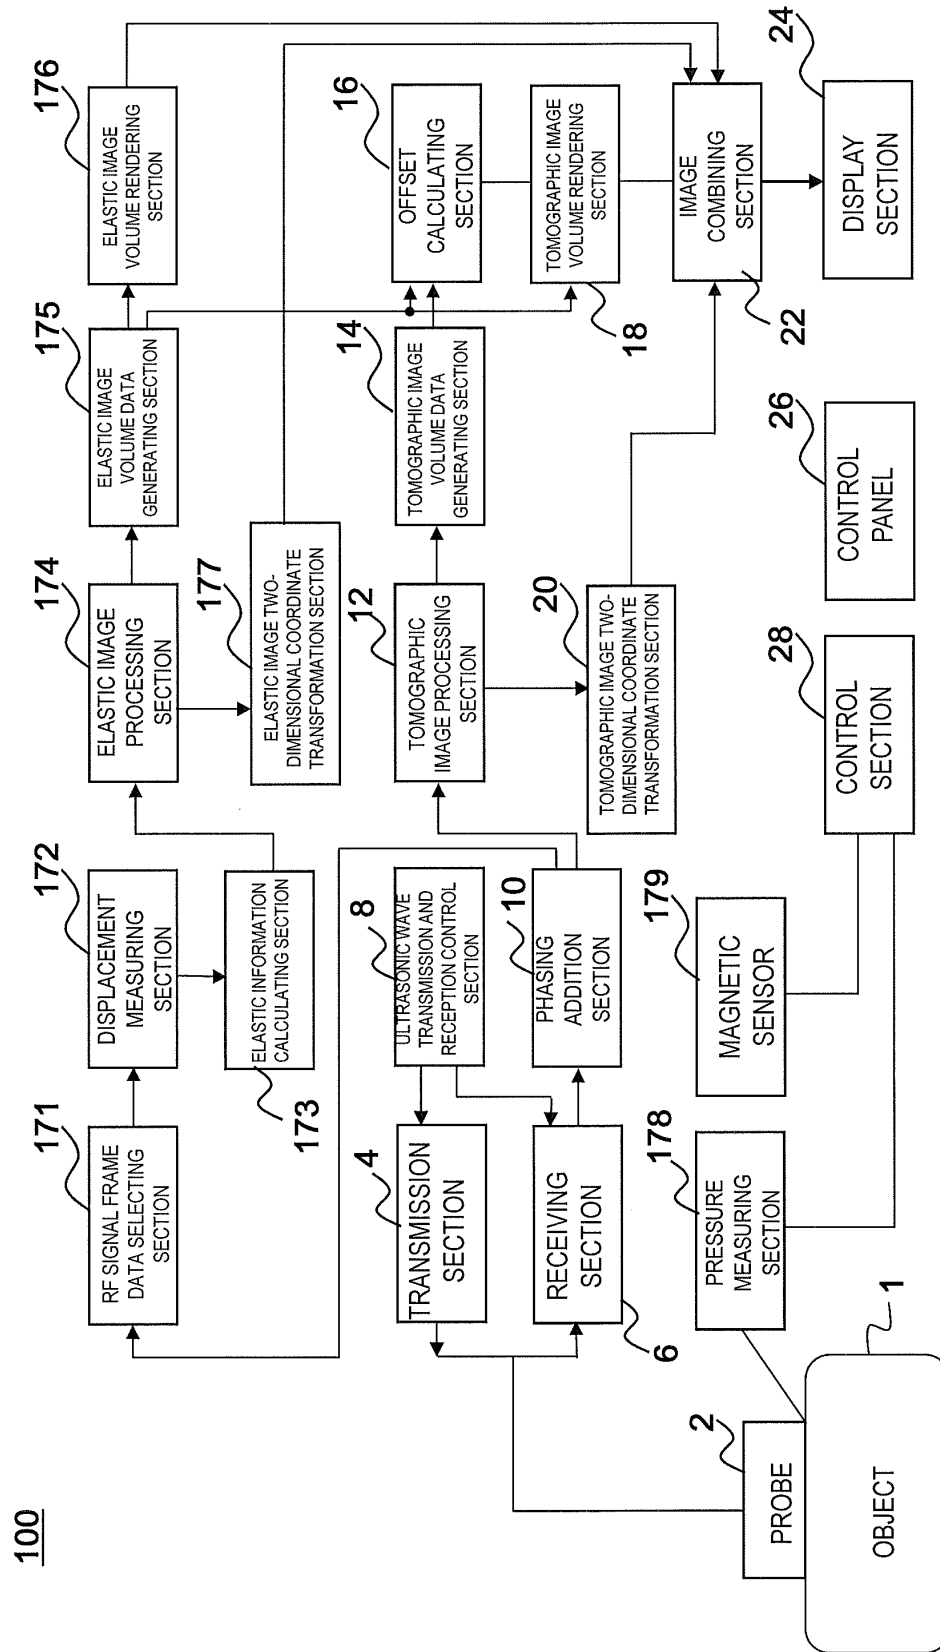 100
171
RF SIGNAL FRAME
DATA SELECTING
SECTION
172
DISPLACEMENT
MEASURING
SECTION
173
ELASTIC INFORMATION
CALCULATING SECTION
174
ELASTIC IMAGE
PROCESSING
SECTION
175
ELASTIC IMAGE
VOLUME DATA
GENERATING SECTION
176
ELASTIC IMAGE
VOLUME RENDERING
SECTION
177
ELASTIC IMAGE TWO-
DIMENSIONAL COORDINATE
TRANSFORMATION SECTION
4
TRANSMISSION
SECTION
8
ULTRASONIC WAVE
TRANSMISSION AND
RECEPTION CONTROL
SECTION
12
TOMOGRAPHIC
IMAGE PROCESSING
SECTION
14
TOMOGRAPHIC IMAGE
VOLUME DATA
GENERATING SECTION
16
OFFSET
CALCULATING
SECTION
6
RECEIVING
SECTION
10
PHASING
ADDITION
SECTION
20
TOMOGRAPHIC IMAGE TWO-
DIMENSIONAL COORDINATE
TRANSFORMATION SECTION
18
TOMOGRAPHIC IMAGE
VOLUME RENDERING
SECTION
22
IMAGE
COMBINING
SECTION
2
PROBE
1
OBJECT
178
PRESSURE
MEASURING
SECTION
179
MAGNETIC
SENSOR
28
CONTROL
SECTION
26
CONTROL
PANEL
24
DISPLAY
SECTION